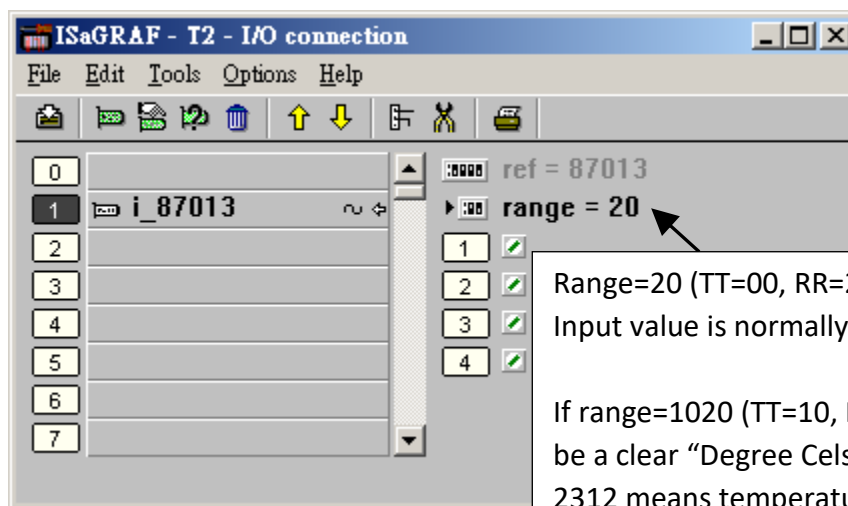 ISaGRAF - T2 - I/O connection
File Edit Tools Options Help
0
1 i_87013
2
3
4
5
6
7
ref = 87013
range = 20
1
2
3
4
Range=20 (TT=00,
Input value is normally
If range=1020 (TT=10,
be a clear “Degree
2312 means